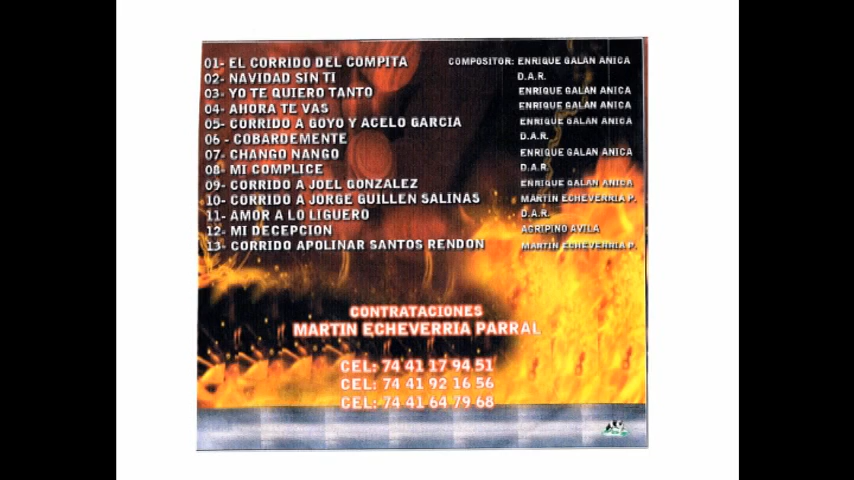 01- EL CORRIDO DEL COMPITA COMPOSITOR: ENRIQUE GALAN ANICA
02- NAVIDAD SIN TI D.A.R.
03- YO TE QUIERO TANTO ENRIQUE GALAN ANICA
04- AHORA TE VAS ENRIQUE GALAN ANICA
05- CORRIDO A GOYO Y ACELO GARCIA ENRIQUE GALAN ANICA
06 - COBARDEMENTE D.A.R.
07- CHANGO NANGO ENRIQUE GALAN ANICA
08- MI COMPLICE D.A.R.
09- CORRIDO A JOEL GONZALEZ ENRIQUE GALAN ANICA
10- CORRIDO A JORGE GUILLEN SALINAS MARTIN ECHEVERRIA P.
11- AMOR A LO LIGUERO D.A.R.
12- MI DECEPCION AGRIPINO AVILA
13- CORRIDO APOLINAR SANTOS RENDON MARTIN ECHEVERRIA P.
CONTRATACIONES
MARTIN ECHEVERRIA PARRAL
CEL: 74 41 17 94 51
CEL: 74 41 92 16 56
CEL: 74 41 64 79 68